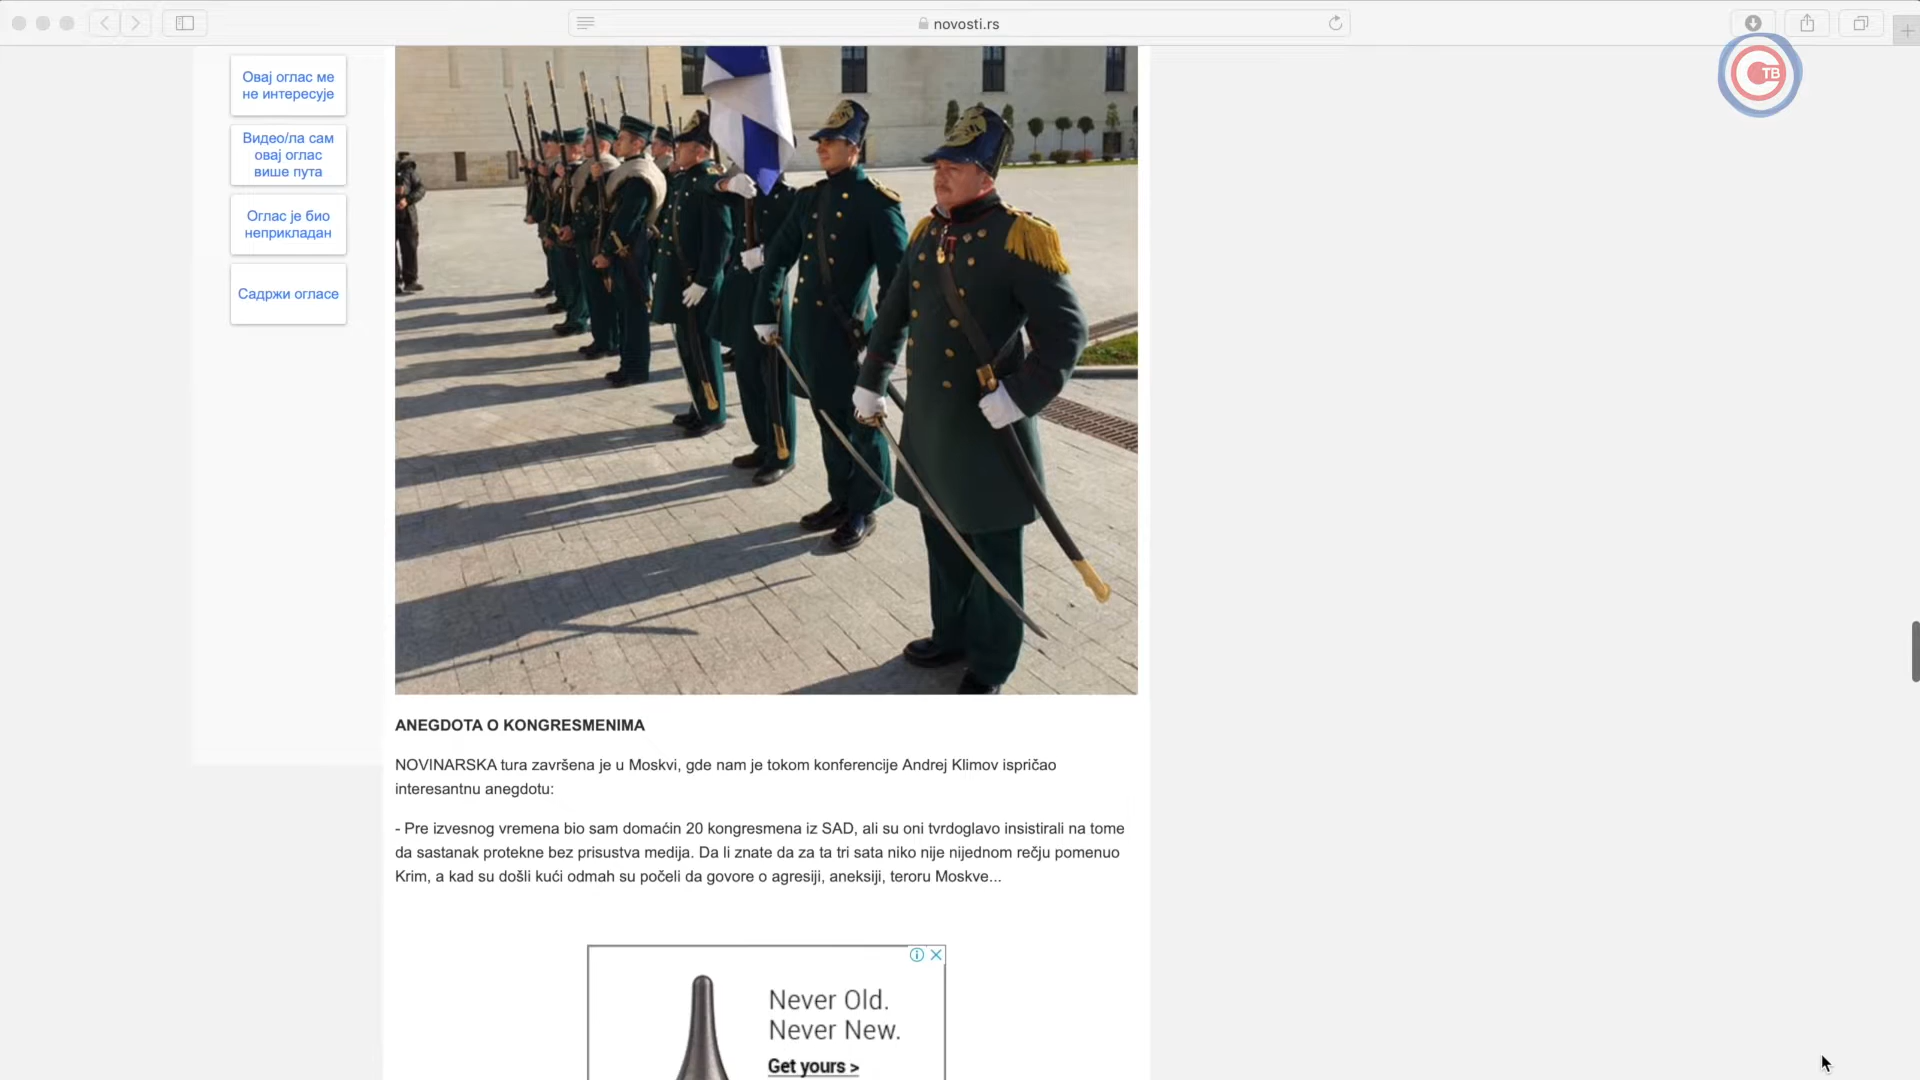 novosti.rs
ТВ
Овај оглас ме
не интересује
Видео/ла сам
овај оглас
више пута
Оглас је био
неприкладан
Садржи огласе
ANEGDOTA O KONGRESMENIMA
NOVINARSKA tura završena je u Moskvi, gde nam je tokom konferencije Andrej Klimov ispričao
interesantnu anegdotu:
- Pre izvesnog vremena bio sam domaćin 20 kongresmena iz SAD, ali su oni tvrdoglavo insistirali na tome
da sastanak protekne bez prisustva medija. Da li znate da za ta tri sata niko nije nijednom rečju pomenuo
Krim, a kad su došli kući odmah su počeli da govore o agresiji, aneksiji, teroru Moskve...
Never Old.
Never New.
Get yours >